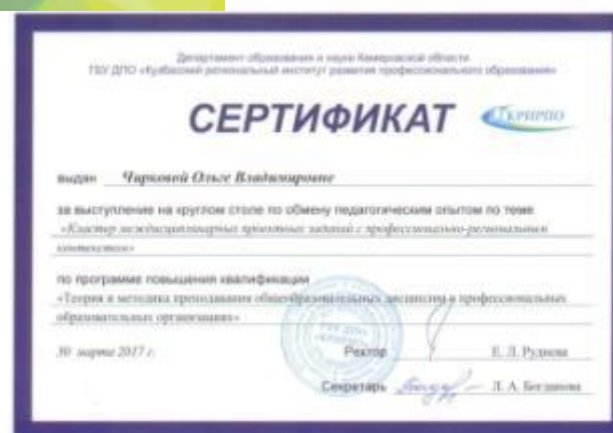 Департамент образования и науки Кемеровской области
ГБУ ДПО «Кузбасский региональный институт развития профессионального образования»
СЕРТИФИКАТ
КРИРПО
выдан Чирковой Ольге Владимировне
за выступление на круглом столе по обмену педагогическим опытом по теме
«Кластер междисциплинарных проектных заданий с профессионально-региональным
контекстом»
по программе повышения квалификации
«Теория и методика преподавания общеобразовательных дисциплин в профессиональных
образовательных организациях»
30 марта 2017 г.
Ректор Е. Л. Руднева
Секретарь Л. А. Богданова